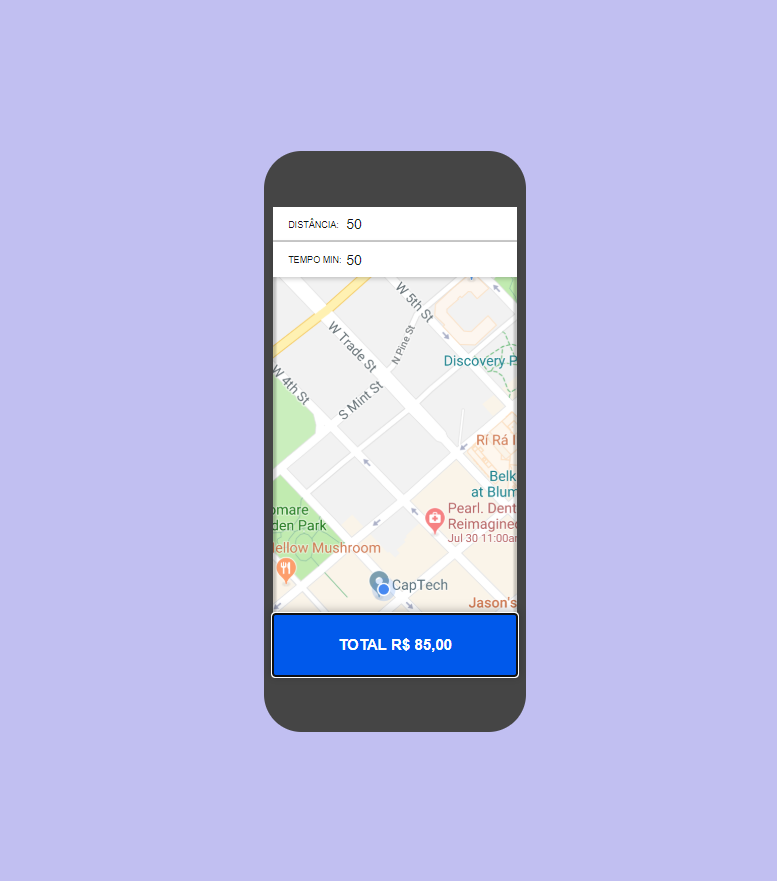 DISTÂNCIA: 50
TEMPO MIN: 50
W 5th St
W Trade St
N Pine St
Discovery P
W 4th St
S Mint St
Rí Rá I
Belk
at Blum
Pearl. Dent
Reimagined
Jul 30 11:00am
omare
den Park
ellow Mushroom
CapTech
Jason's
TOTAL R$ 85,00